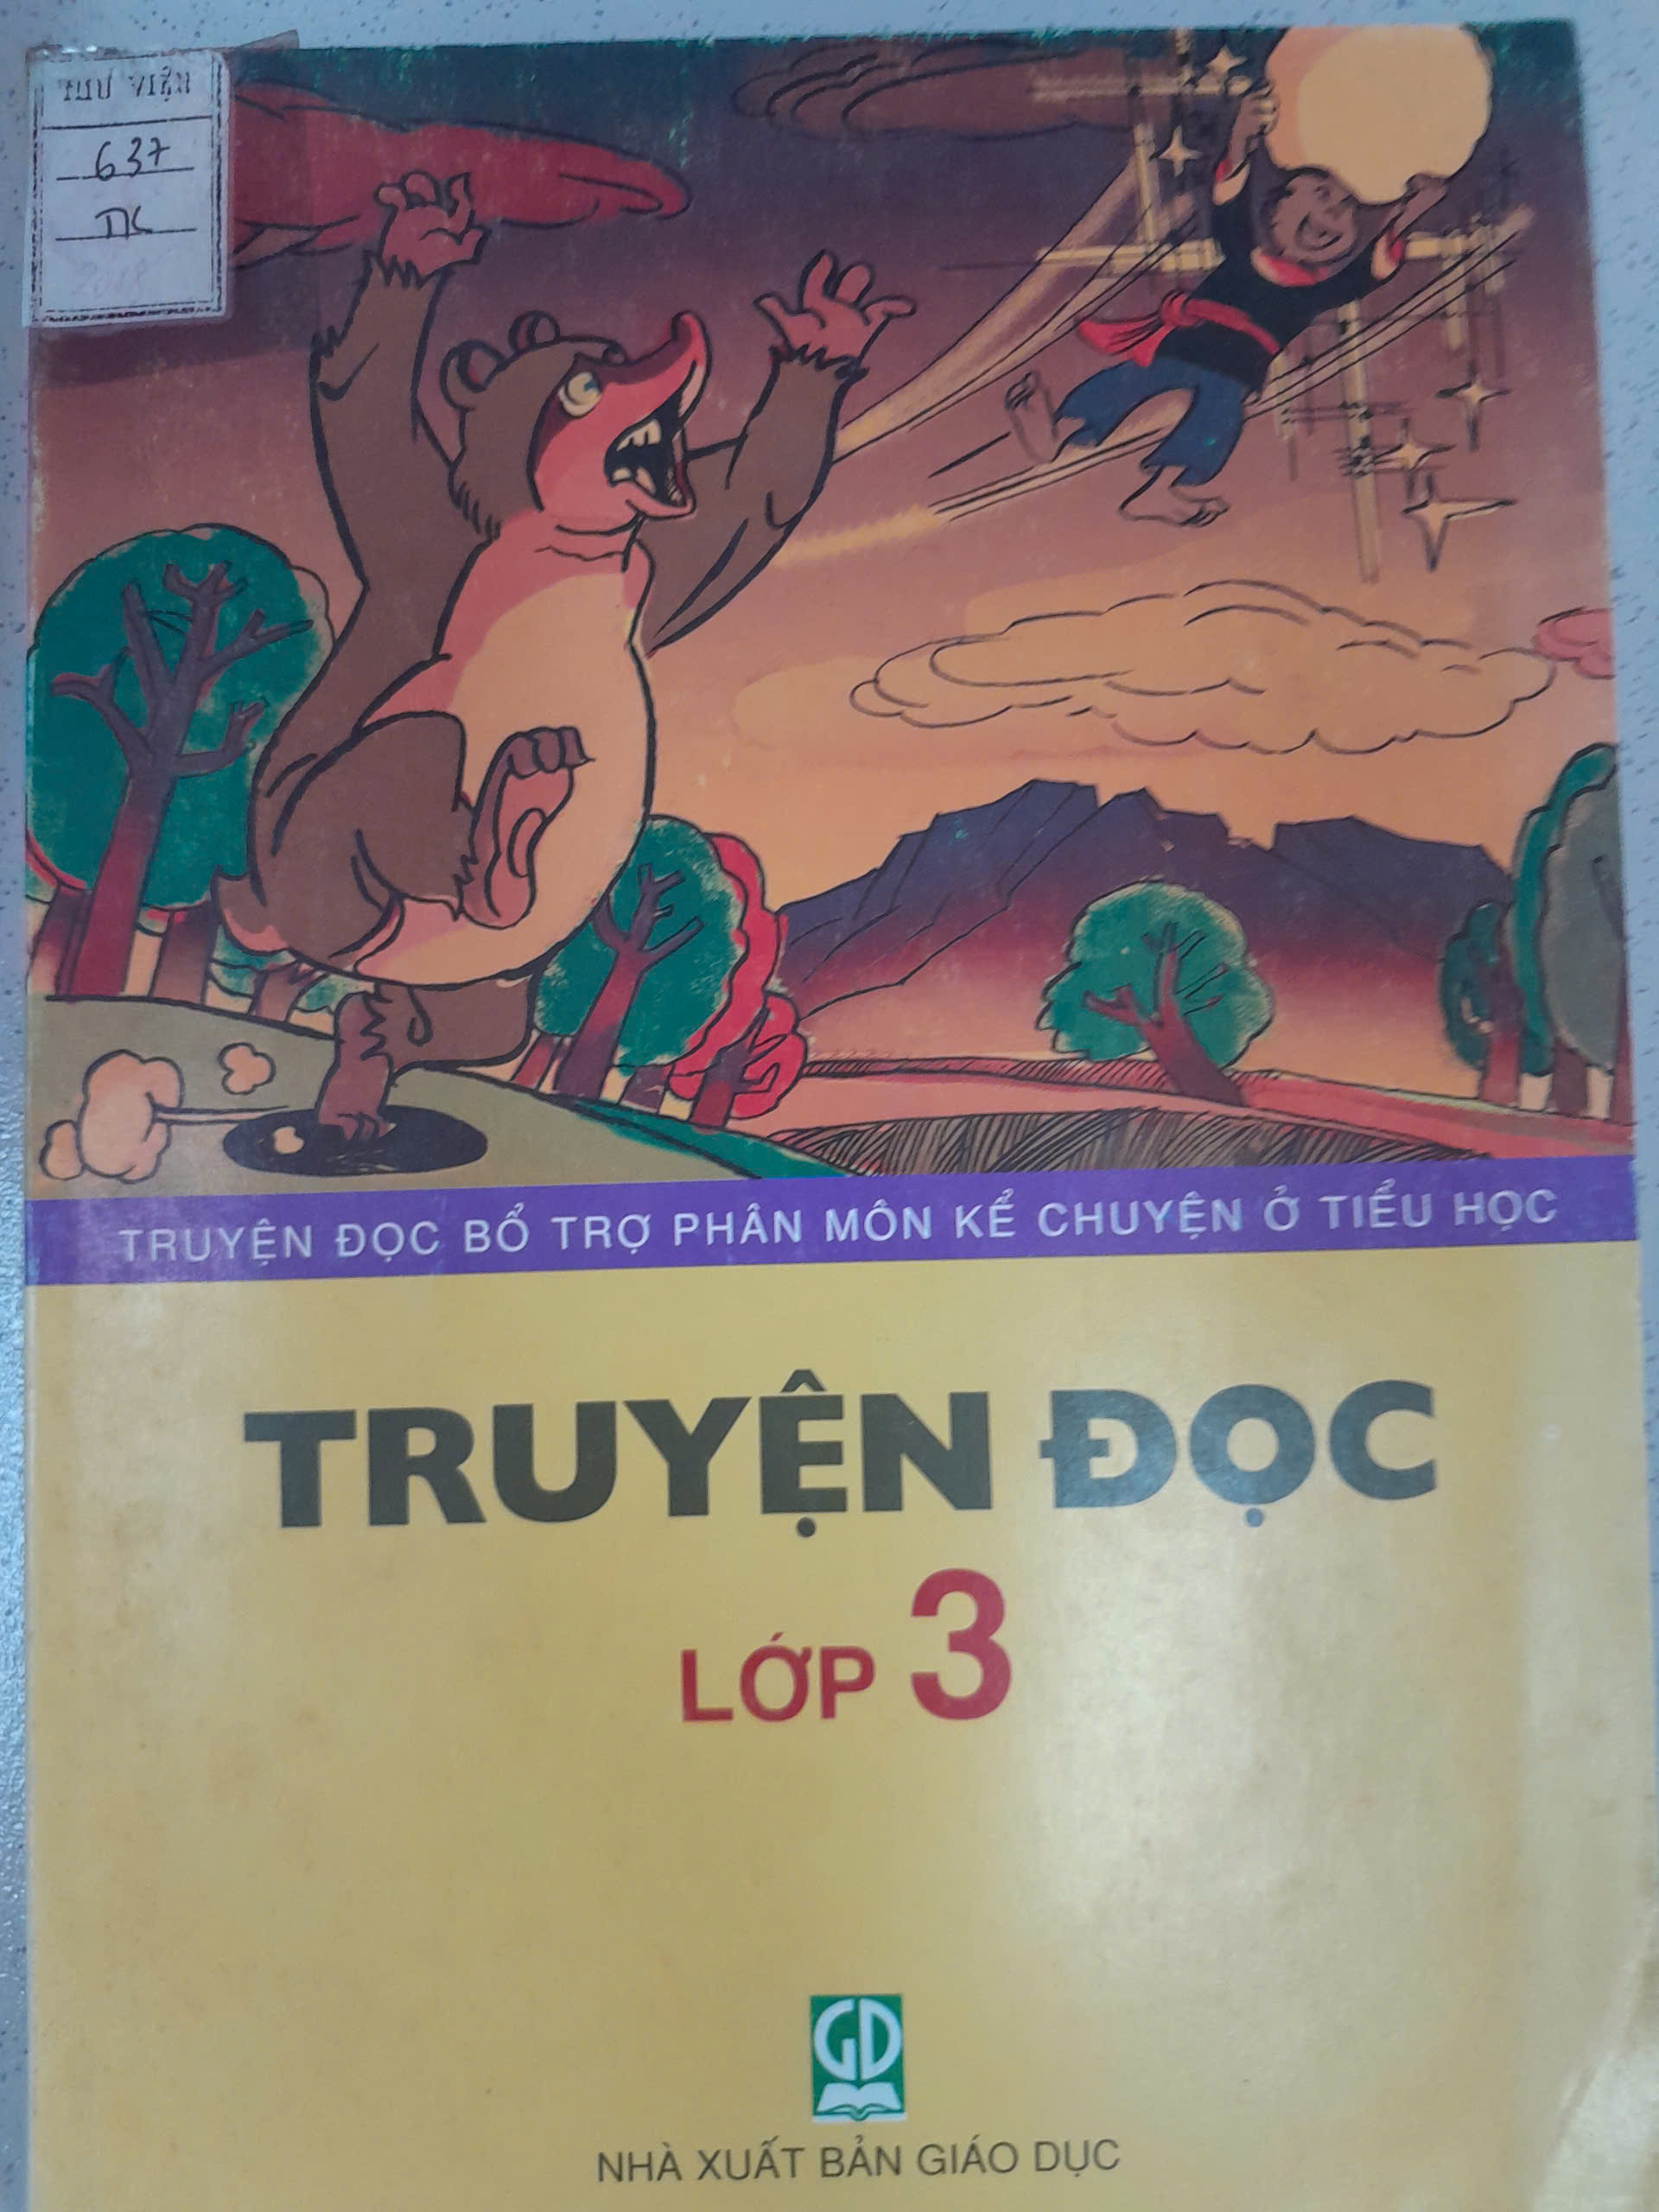 THƯ VIỆN
637
TRUYỆN ĐỌC BỔ TRỢ PHÂN MÔN KỂ CHUYỆN Ở TIỂU HỌC
TRUYỆN ĐỌC
LỚP 3
GD
NHÀ XUẤT BẢN GIÁO DỤC